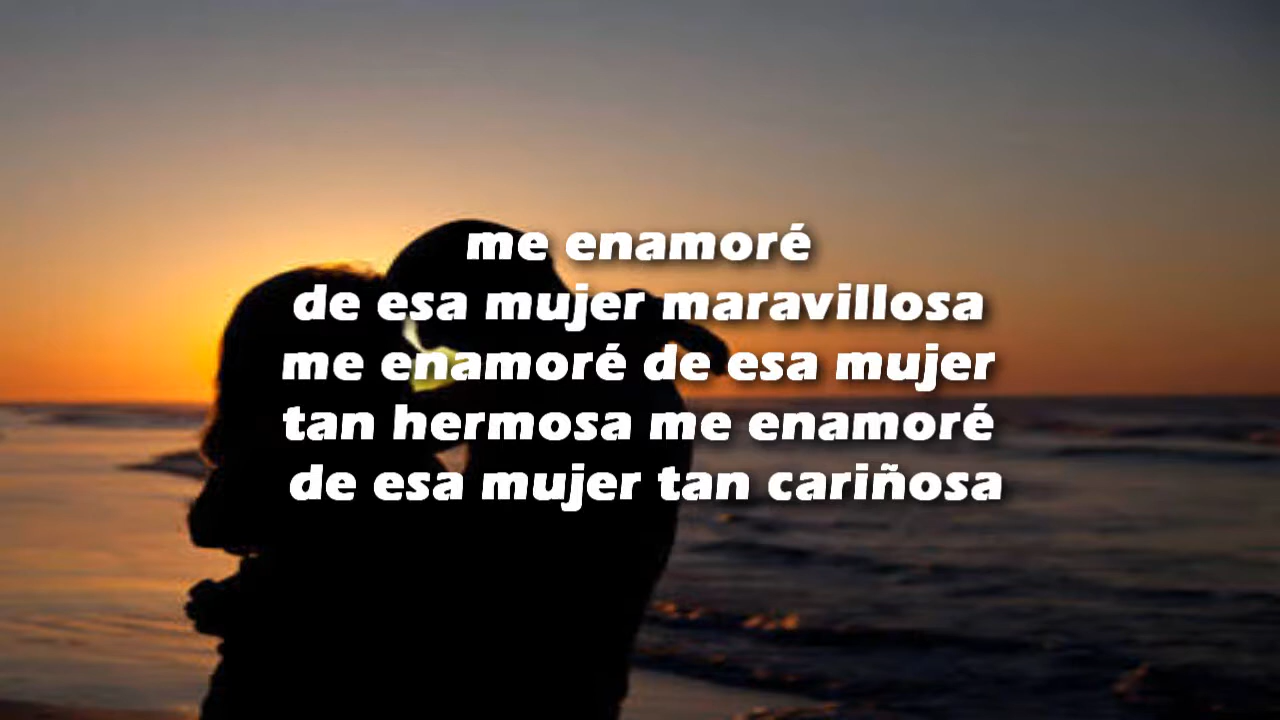 me enamoré
de esa mujer maravillosa
me enamoré de esa mujer
tan hermosa me enamoré
de esa mujer tan cariñosa